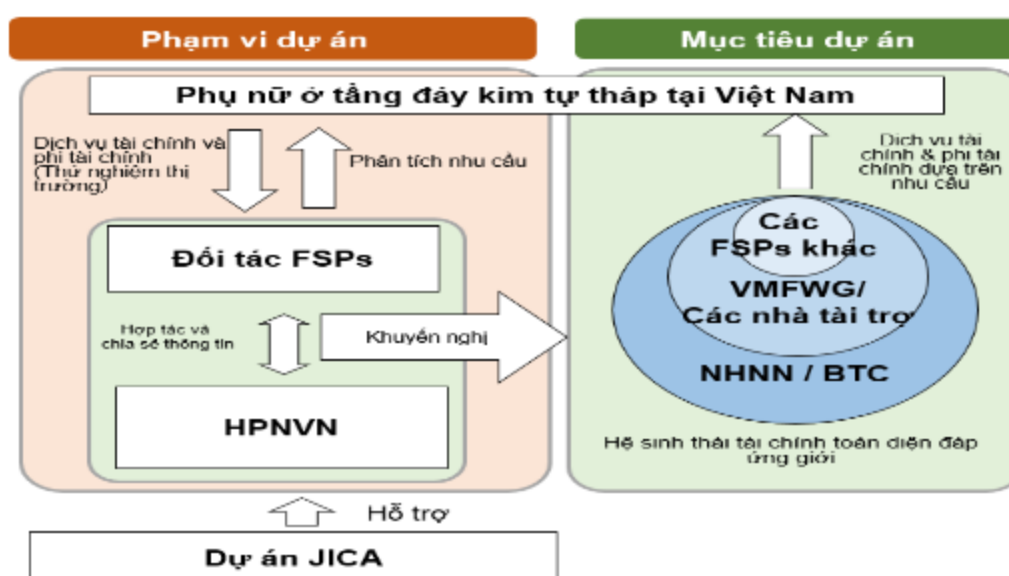 Phạm vi dự án
Mục tiêu dự án
Phụ nữ ở tầng đáy kim tự tháp tại Việt Nam
Dịch vụ tài chính và
phi tài chính
(Thử nghiệm thị
trường)
Phân tích nhu cầu
Dịch vụ tài
chính & phi tài
chính dựa trên
nhu cầu
Đối tác FSPs
Các
FSPs khác
VMFWG/
Các nhà tài trợ
NHNN / BTC
Hợp tác và
chia sẻ thông tin
Khuyến nghị
HPNVN
Hệ sinh thái tài chính toàn diện đáp
ứng giới
Hỗ trợ
Dự án JICA